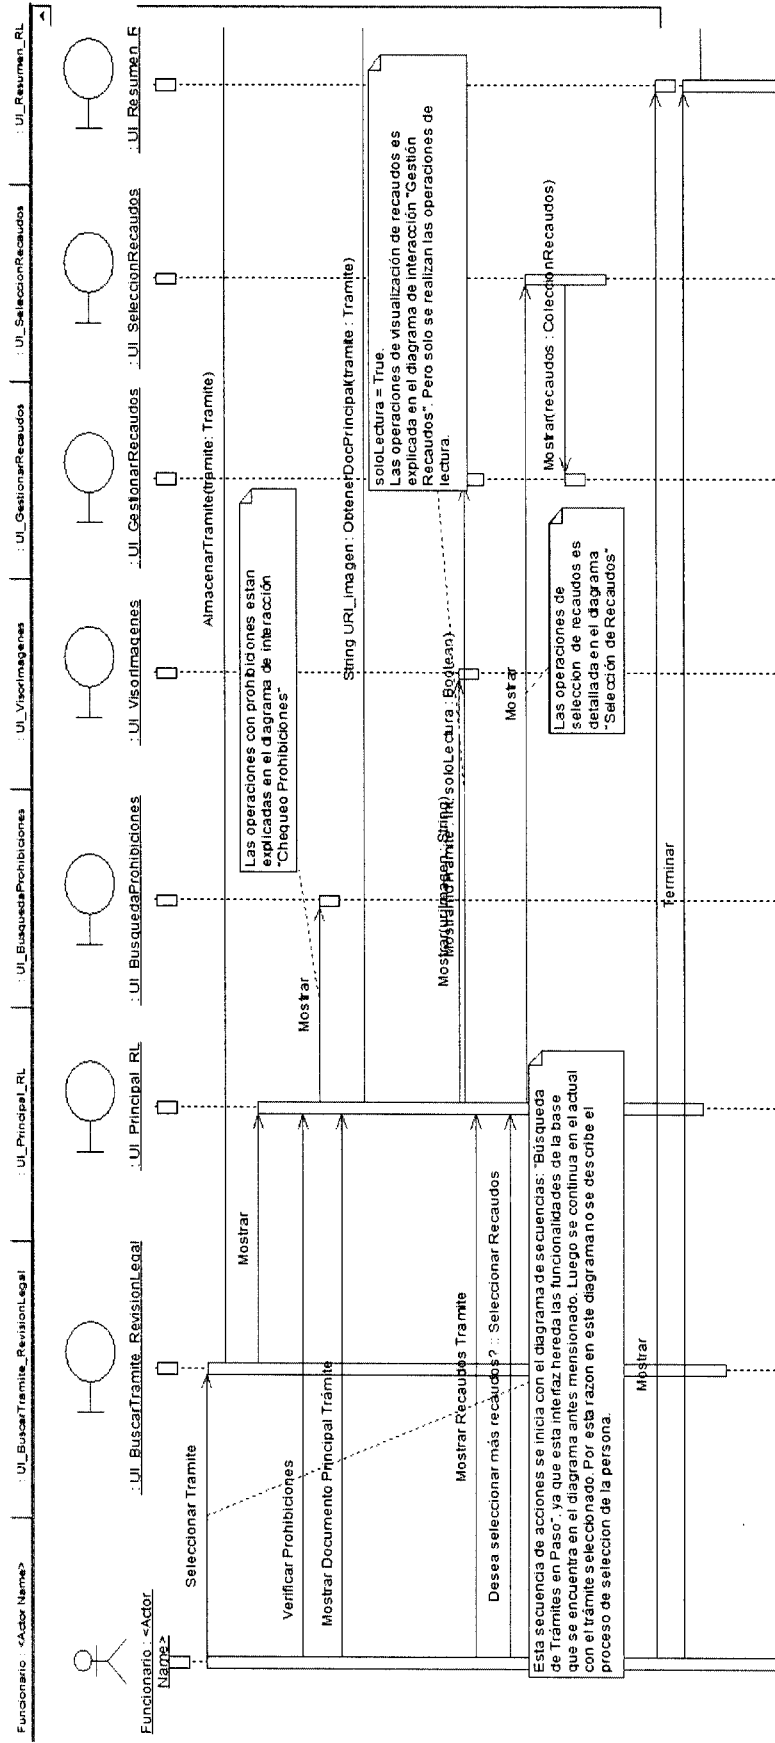 Funcionario : <Actor Name>
: UI_BuscarTramite_RevisionLegal
: UI_Principal_RL
: UI_BusquedaProhibiciones
: UI_VisorImagenes
: UI_GestionarRecaudos
: UI_SeleccionRecaudos
: UI_Resumen_RL
Funcionario : <Actor
Name>
: UI_BuscarTramite_RevisionLegal
: UI_Principal_RL
: UI_BusquedaProhibiciones
: UI_VisorImagenes
: UI_GestionarRecaudos
: UI_SeleccionRecaudos
: UI_Resumen_R
Seleccionar Tramite
AlmacenarTramite(tramite: Tramite)
Mostrar
Las operaciones con prohibiciones estan
explicadas en el diagrama de interacción
"Chequeo Prohibiciones"
Verificar Prohibiciones
Mostrar
Mostrar Documento Principal Trámite
String URI_imagen : ObtenerDocPrincipal(tramite : Tramite)
soloLectura = True.
Las operaciones de visualización de recaudos es
explicada en el diagrama de interacción "Gestión
Recaudos". Pero solo se realizan las operaciones de
lectura.
Mostrar(uriImagen : String)
soloLectura : Boolean)
Mostrar Recaudos Tramite
Desea seleccionar más recaudos? :: Seleccionar Recaudos
Mostrar
Mostrar(recaudos : ColeccionRecaudos)
Las operaciones de
selección de recaudos es
detallada en el diagrama
"Selección de Recaudos"
Esta secuencia de acciones se inicia con el diagrama de secuencias: "Búsqueda
de Trámites en Paso", ya que esta interfaz hereda las funcionalidades de la base
que se encuentra en el diagrama antes mencionado. Luego se continua en el actual
con el trámite seleccionado. Por esta razon en este diagrama no se describe el
proceso de seleccion de la persona.
Mostrar
Terminar